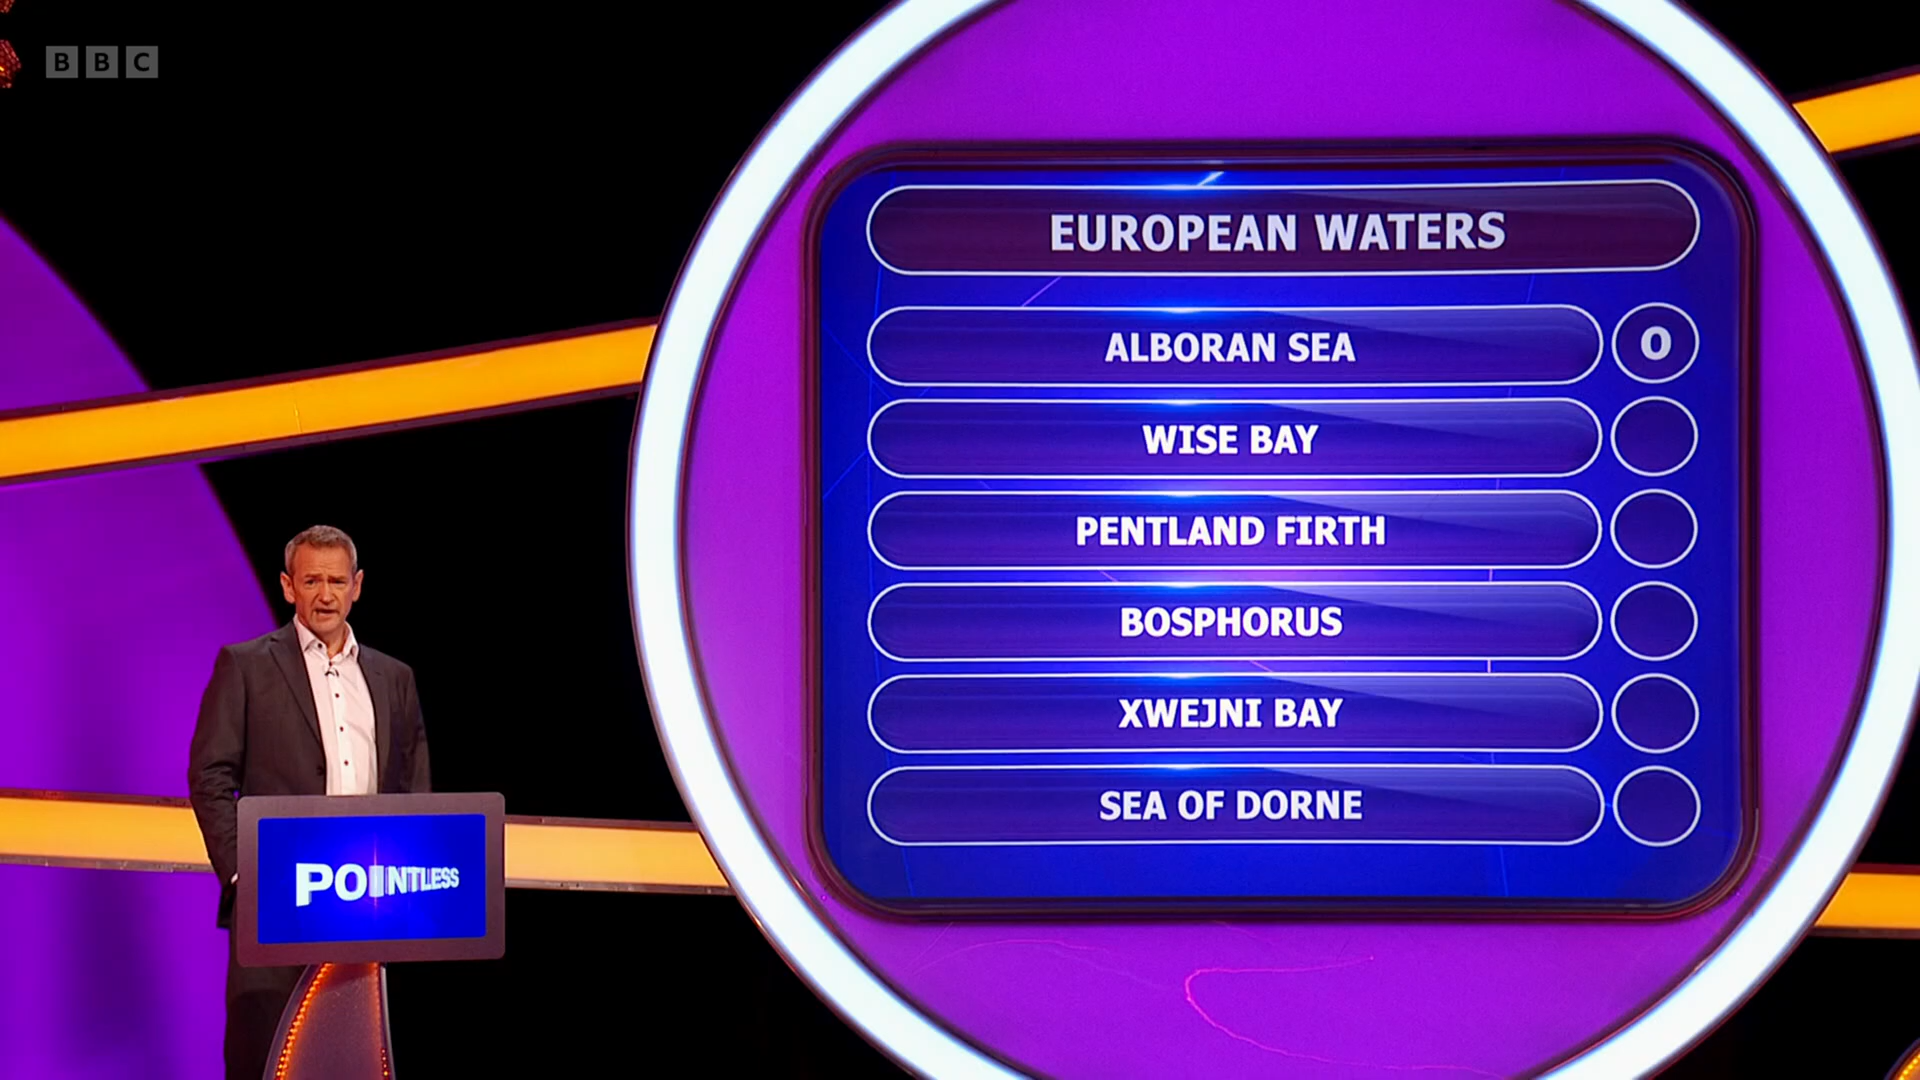 BBC
EUROPEAN WATERS
ALBORAN SEA 0
WISE BAY
PENTLAND FIRTH
BOSPHORUS
XWEJNI BAY
SEA OF DORNE
POINTLESS